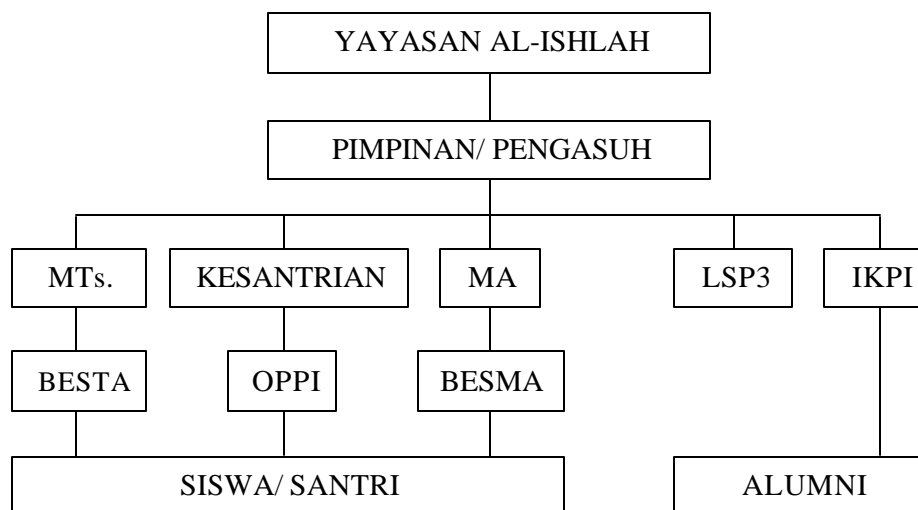 YAYASAN AL-ISHLAH
PIMPINAN/ PENGASUH
MTs.
KESANTRIAN
MA
LSP3
IKPI
BESTA
OPPI
BESMA
SISWA/ SANTRI
ALUMNI